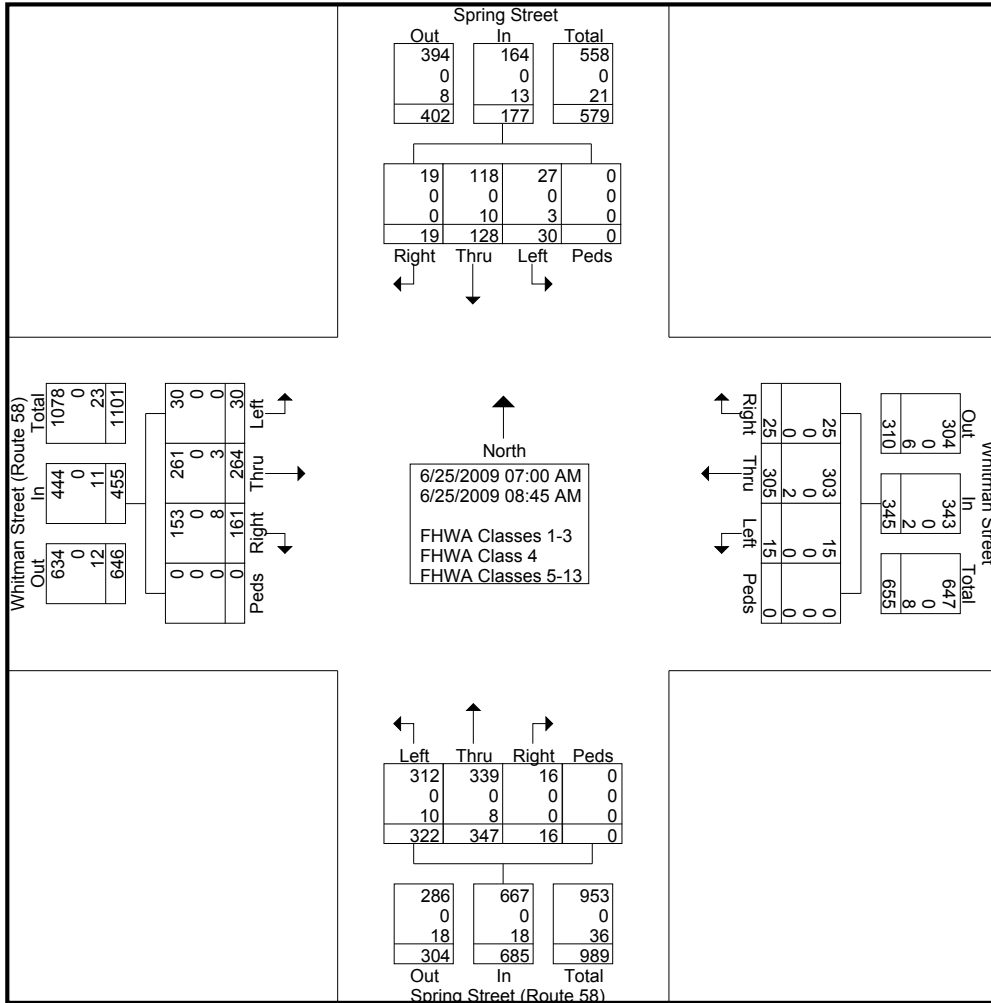 Spring Street
Out In Total
394 164 558
0 0 0
8 13 21
402 177 579
19 118 27 0
0 0 0 0
0 10 3 0
19 128 30 0
Right Thru Left Peds
Whitman Street (Route 58)
Total
1078
0
23
1101
In
444
0
11
455
Out
634
0
12
646
30
0
0
30
Left
261
0
3
264
Thru
153
0
8
161
Right
0
0
0
0
Peds
North
6/25/2009 07:00 AM
6/25/2009 08:45 AM
FHWA Classes 1-3
FHWA Class 4
FHWA Classes 5-13
Right
25
0
0
25
Thru
303
0
2
305
Left
15
0
0
15
Peds
0
0
0
0
Whitman Street
Out
304
0
6
310
In
343
0
2
345
Total
647
0
8
655
Left Thru Right Peds
312 339 16 0
0 0 0 0
10 8 0 0
322 347 16 0
286 667 953
0 0 0
18 18 36
304 685 989
Out In Total
Spring Street (Route 58)